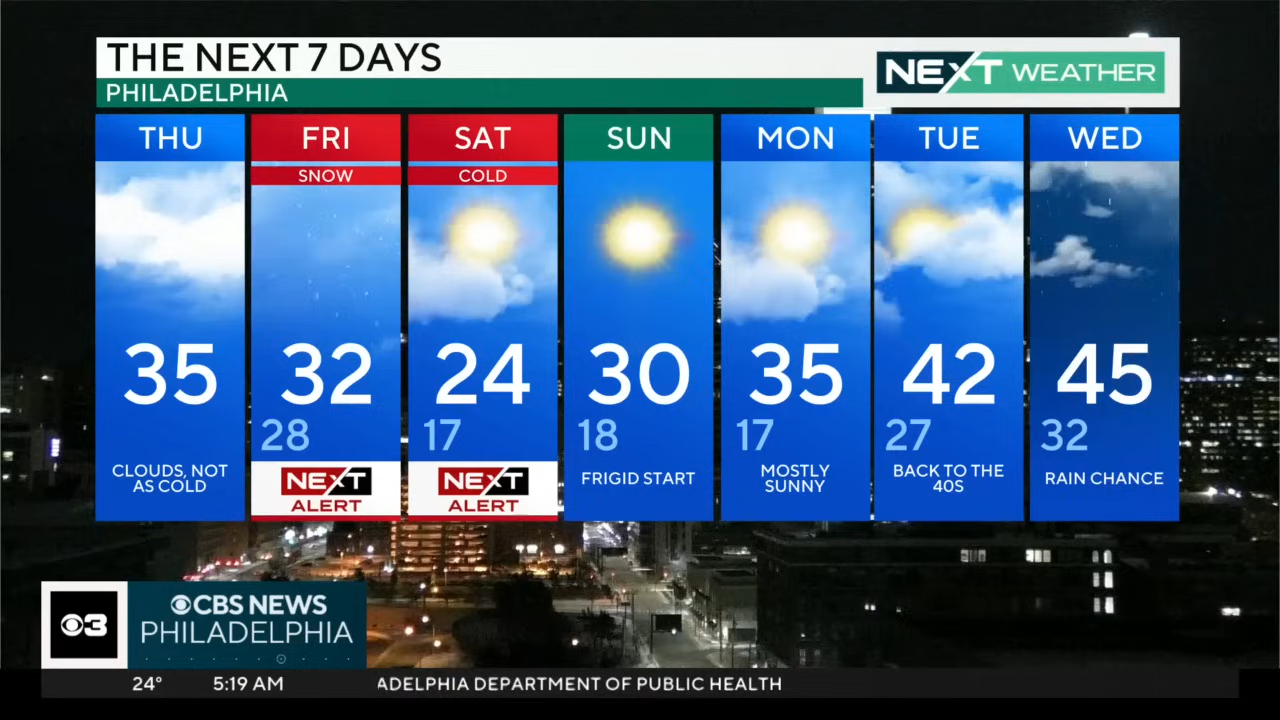 THE NEXT 7 DAYS
NEXT WEATHER
PHILADELPHIA
THU
FRI
SAT
SUN
MON
TUE
WED
SNOW
COLD
35
32
24
30
35
42
45
28
17
18
17
27
32
CLOUDS, NOT
AS COLD
NEXT
ALERT
NEXT
ALERT
FRIGID START
MOSTLY
SUNNY
BACK TO THE
40S
RAIN CHANCE
3
CBS NEWS
PHILADELPHIA
24° 5:19 AM ADELPHIA DEPARTMENT OF PUBLIC HEALTH